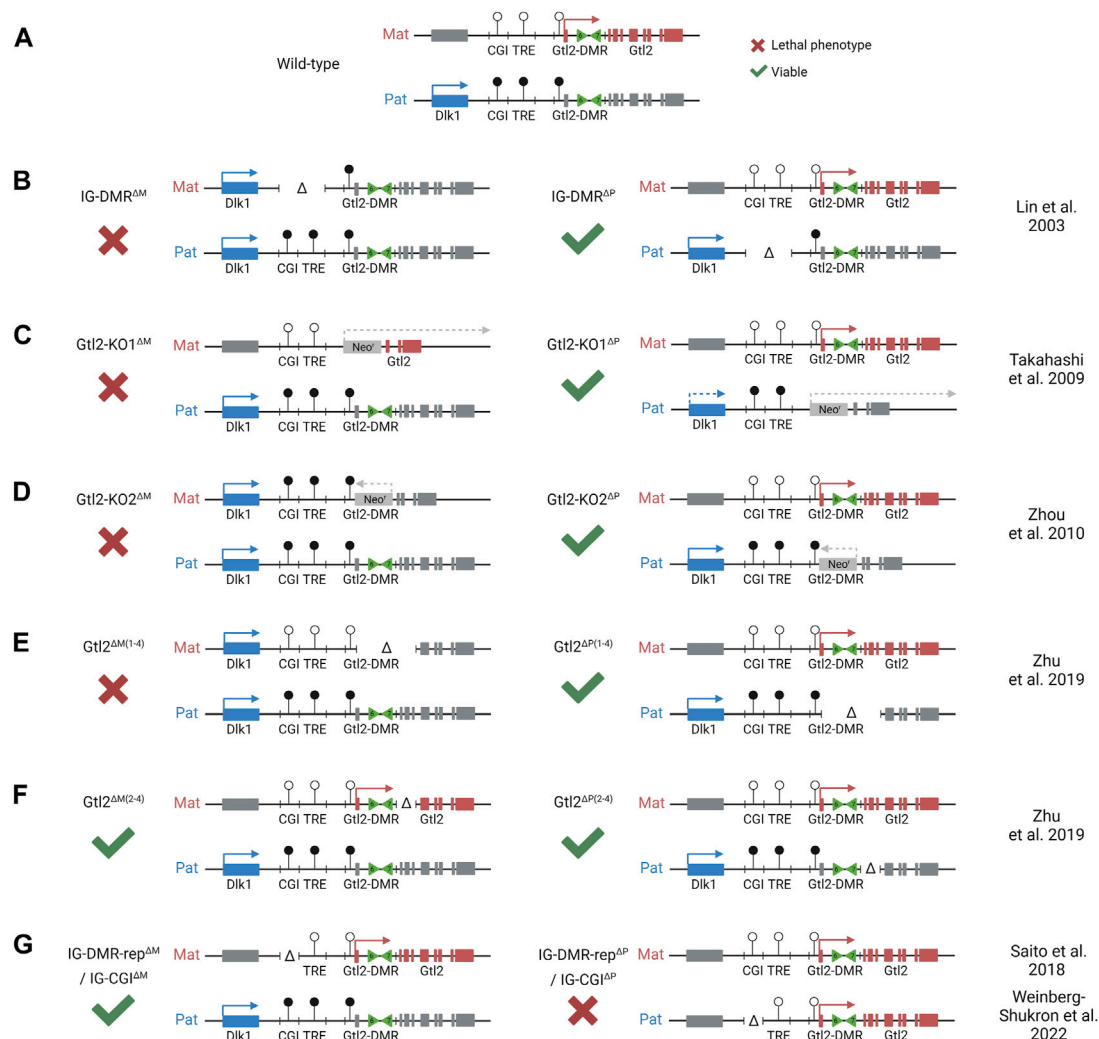 A
Wild-type
Mat
CGI TRE Gtl2-DMR Gtl2
Pat
Dlk1 CGI TRE Gtl2-DMR
Lethal phenotype
Viable
B
IG-DMRΔM
Mat
Dlk1 Δ Gtl2-DMR
Pat
Dlk1 CGI TRE Gtl2-DMR
IG-DMRΔP
Mat
CGI TRE Gtl2-DMR Gtl2
Pat
Dlk1 Δ Gtl2-DMR
Lin et al.
2003
C
Gtl2-KO1ΔM
Mat
CGI TRE Neoʳ Gtl2
Pat
Dlk1 CGI TRE Gtl2-DMR
Gtl2-KO1ΔP
Mat
CGI TRE Gtl2-DMR Gtl2
Pat
Dlk1 CGI TRE Neoʳ
Takahashi
et al. 2009
D
Gtl2-KO2ΔM
Mat
Dlk1 CGI TRE Neoʳ Gtl2-DMR
Pat
Dlk1 CGI TRE Gtl2-DMR
Gtl2-KO2ΔP
Mat
CGI TRE Gtl2-DMR Gtl2
Pat
Dlk1 CGI TRE Neoʳ Gtl2-DMR
Zhou
et al. 2010
E
Gtl2ΔM(1-4)
Mat
Dlk1 CGI TRE Gtl2-DMR Δ
Pat
Dlk1 CGI TRE Gtl2-DMR
Gtl2ΔP(1-4)
Mat
CGI TRE Gtl2-DMR Gtl2
Pat
Dlk1 CGI TRE Gtl2-DMR Δ
Zhu
et al. 2019
F
Gtl2ΔM(2-4)
Mat
CGI TRE Gtl2-DMR Δ Gtl2
Pat
Dlk1 CGI TRE Gtl2-DMR
Gtl2ΔP(2-4)
Mat
CGI TRE Gtl2-DMR Gtl2
Pat
Dlk1 CGI TRE Gtl2-DMR Δ
Zhu
et al. 2019
G
IG-DMR-repΔM
/ IG-CGIΔM
Mat
Δ TRE Gtl2-DMR Gtl2
Pat
Dlk1 CGI TRE Gtl2-DMR
IG-DMR-repΔP
/ IG-CGIΔP
Mat
CGI TRE Gtl2-DMR Gtl2
Pat
Δ TRE Gtl2-DMR Gtl2
Saito et al.
2018
Weinberg-
Shukron et al.
2022